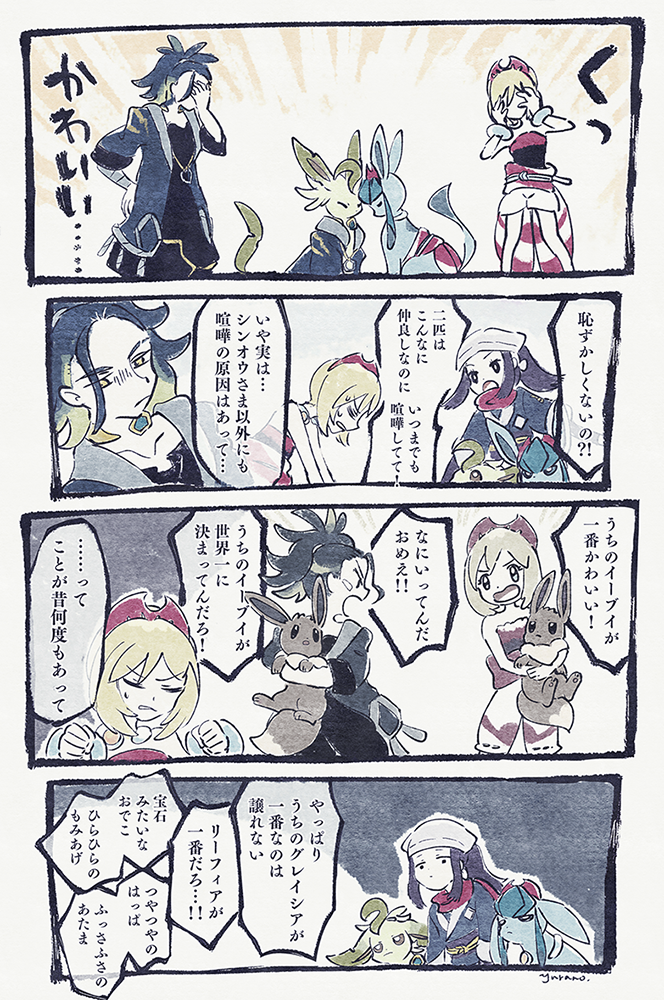 くっ
かわいい……
恥ずかしくないの?!
二匹は
こんなに
仲良しなのに
いつまでも
喧嘩してて!
いや実は…
シンオウさま以外にも
喧嘩の原因はあって…
うちのイーブイが
一番かわいい!
なにいってんだ
おめえ!!
うちのイーブイが
世界一に
決まってんだろ!
……って
ことが昔何度もあって
やっぱり
うちのグレイシアが
一番なのは
譲れない
リーフィアが
一番だろ…!!
宝石
みたいな
おでこ
ひらひらの
もみあげ
つやつやの
はっぱ
ふっさふさの
あたま
yurano.